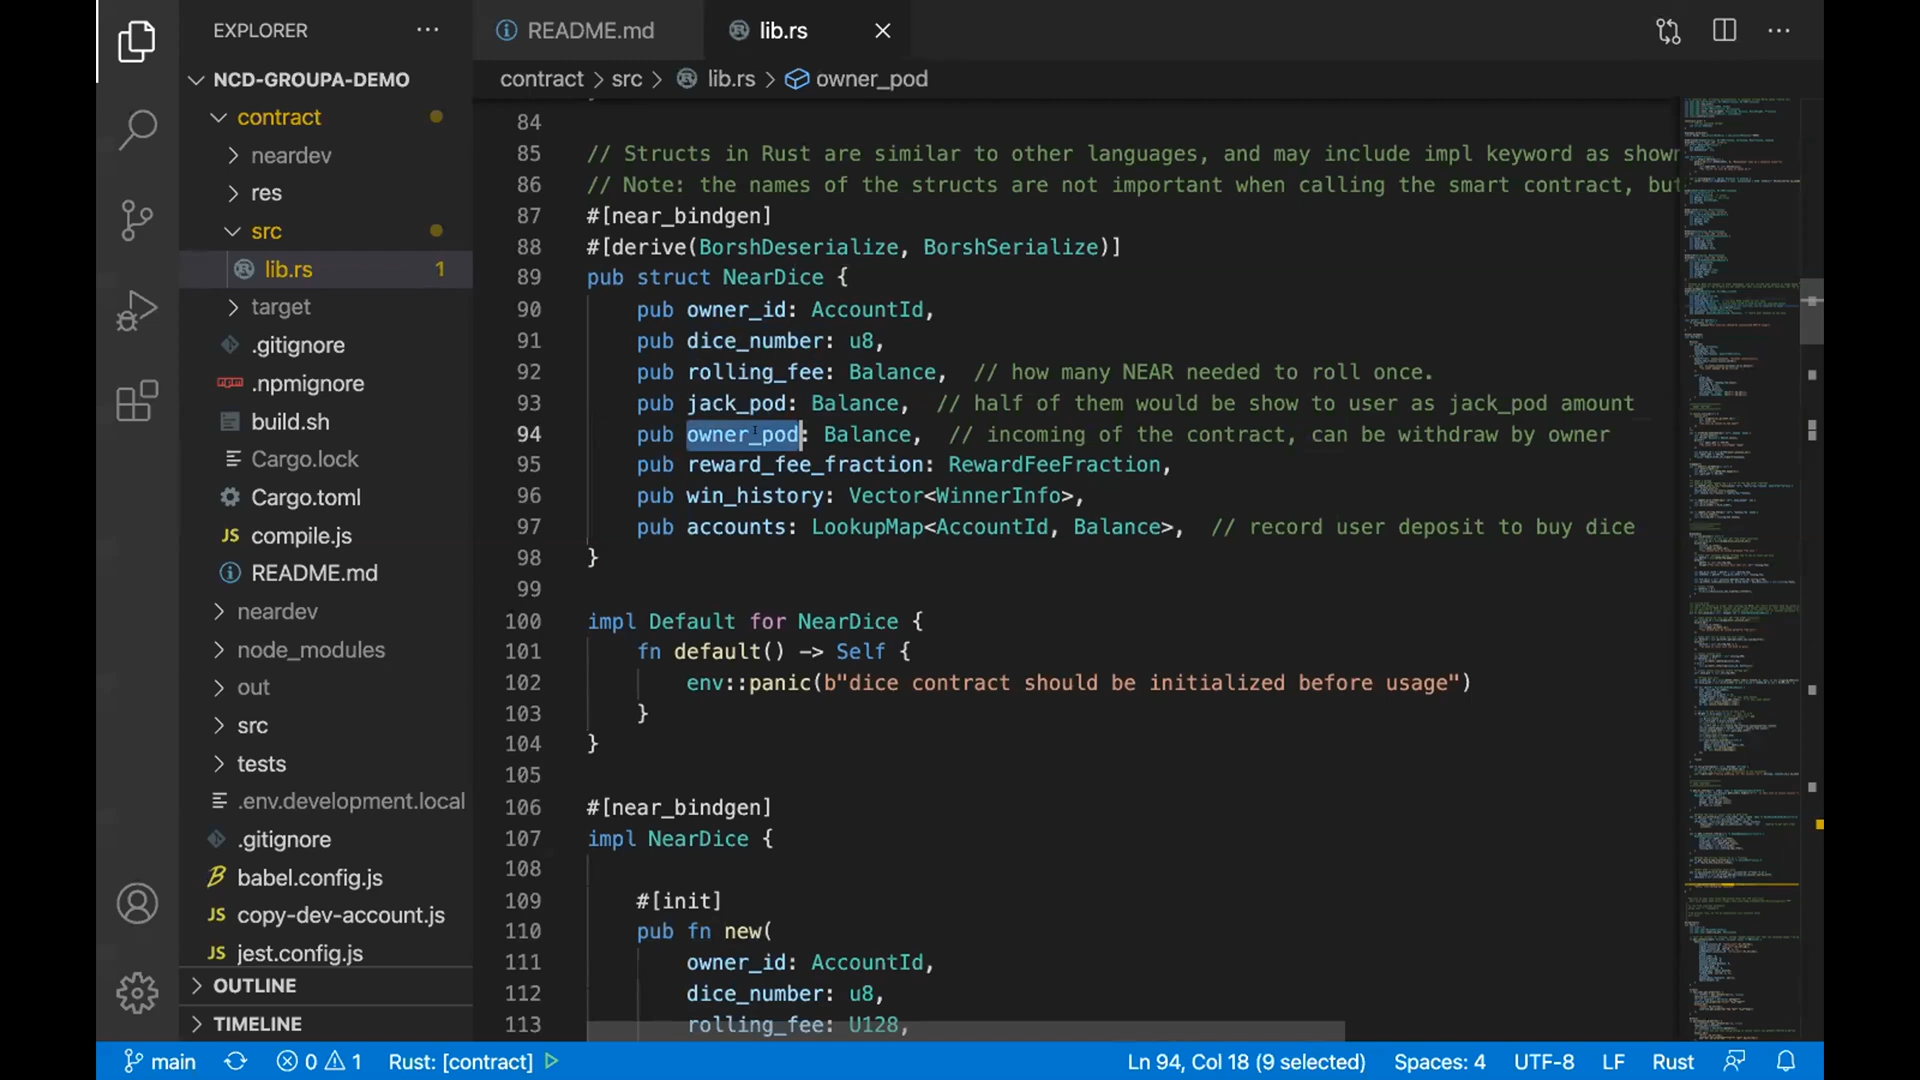 EXPLORER
README.md
lib.rs
NCD-GROUPA-DEMO
contract > src > lib.rs > owner_pod
contract
neardev
res
src
lib.rs 1
target
.gitignore
.npmignore
build.sh
Cargo.lock
Cargo.toml
JS compile.js
README.md
neardev
node_modules
out
src
tests
.env.development.local
.gitignore
babel.config.js
JS copy-dev-account.js
JS jest.config.js
OUTLINE
TIMELINE
84
85 // Structs in Rust are similar to other languages, and may include impl keyword as shown
86 // Note: the names of the structs are not important when calling the smart contract, but
87 #[near_bindgen]
88 #[derive(BorshDeserialize, BorshSerialize)]
89 pub struct NearDice {
90 pub owner_id: AccountId,
91 pub dice_number: u8,
92 pub rolling_fee: Balance, // how many NEAR needed to roll once.
93 pub jack_pod: Balance, // half of them would be show to user as jack_pod amount
94 pub owner_pod: Balance, // incoming of the contract, can be withdraw by owner
95 pub reward_fee_fraction: RewardFeeFraction,
96 pub win_history: Vector<WinnerInfo>,
97 pub accounts: LookupMap<AccountId, Balance>, // record user deposit to buy dice
98 }
99
100 impl Default for NearDice {
101 fn default() -> Self {
102 env::panic(b"dice contract should be initialized before usage")
103 }
104 }
105
106 #[near_bindgen]
107 impl NearDice {
108
109 #[init]
110 pub fn new(
111 owner_id: AccountId,
112 dice_number: u8,
113 rolling_fee: U128,
main 0 1 Rust: [contract] Ln 94, Col 18 (9 selected) Spaces: 4 UTF-8 LF Rust